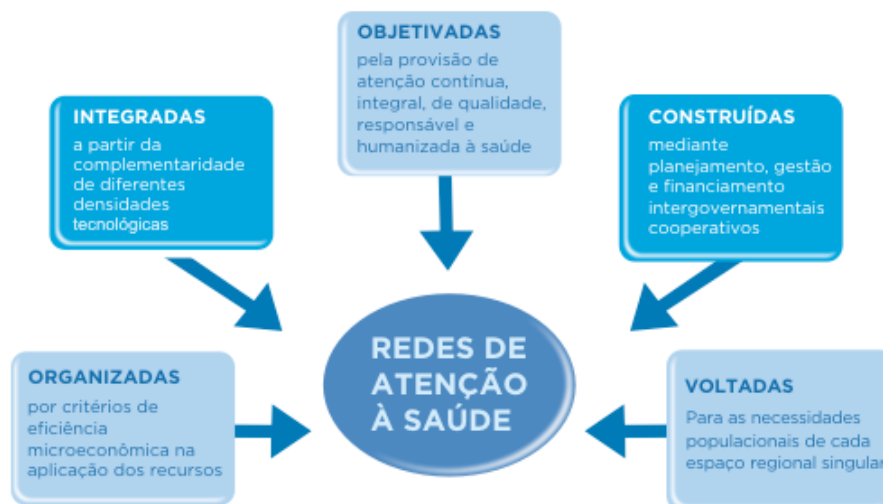 OBJETIVADAS
pela provisão de
atenção contínua,
integral, de qualidade,
responsável e
humanizada à saúde
INTEGRADAS
a partir da
complementaridade
de diferentes
densidades
tecnológicas
CONSTRUÍDAS
mediante
planejamento, gestão
e financiamento
intergovernamentais
cooperativos
REDES DE
ATENÇÃO
À SAÚDE
ORGANIZADAS
por critérios de
eficiência
microeconômica na
aplicação dos recursos
VOLTADAS
Para as necessidades
populacionais de cada
espaço regional singular